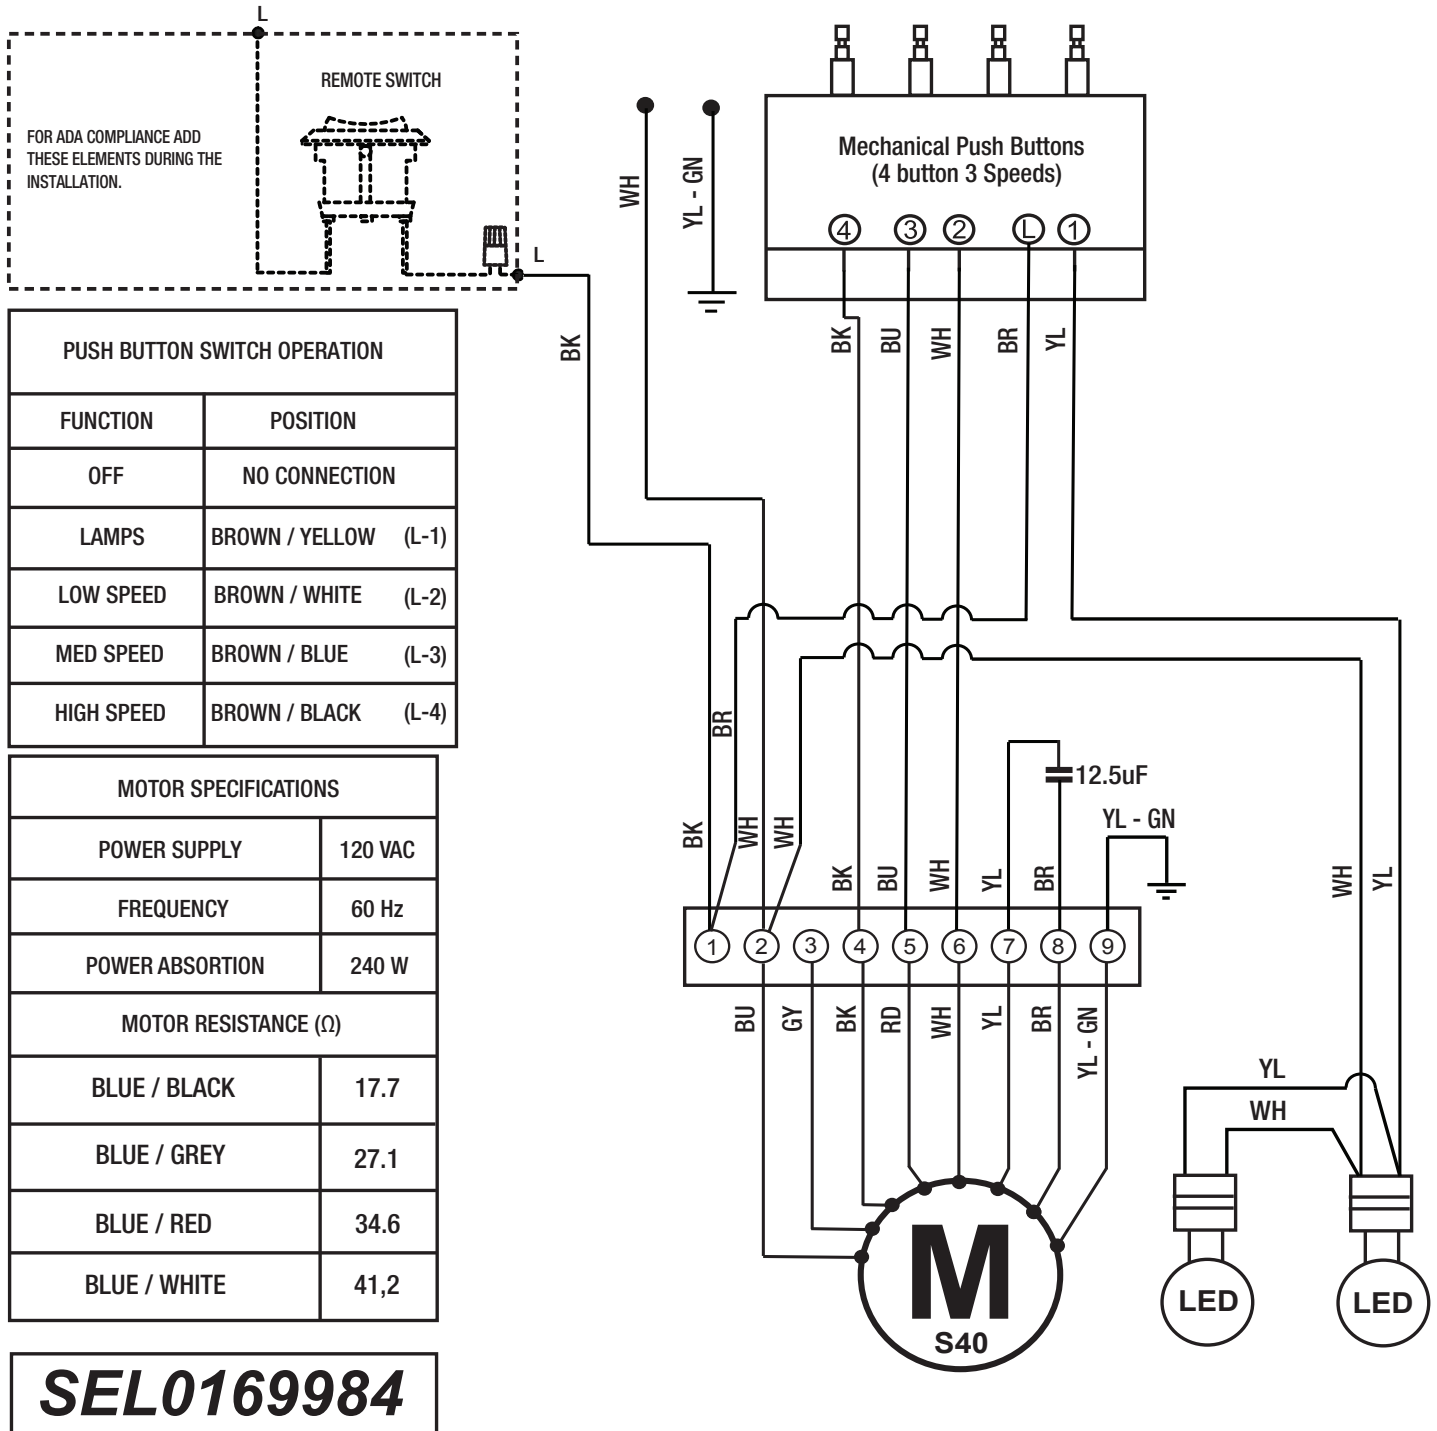 L
REMOTE SWITCH
FOR ADA COMPLIANCE ADD
THESE ELEMENTS DURING THE
INSTALLATION.
L
BK
WH
YL - GN
Mechanical Push Buttons
(4 button 3 Speeds)
4 3 2 L 1
BK BU WH BR YL
PUSH BUTTON SWITCH OPERATION
FUNCTION POSITION
OFF NO CONNECTION
LAMPS BROWN / YELLOW (L-1)
LOW SPEED BROWN / WHITE (L-2)
MED SPEED BROWN / BLUE (L-3)
HIGH SPEED BROWN / BLACK (L-4)
MOTOR SPECIFICATIONS
POWER SUPPLY 120 VAC
FREQUENCY 60 Hz
POWER ABSORTION 240 W
MOTOR RESISTANCE (Ω)
BLUE / BLACK 17.7
BLUE / GREY 27.1
BLUE / RED 34.6
BLUE / WHITE 41,2
SEL0169984
BR
12.5uF
YL - GN
BK WH WH BK BU WH YL BR
WH YL
1 2 3 4 5 6 7 8 9
BU GY BK RD WH YL BR YL - GN
YL
WH
M
S40
LED LED